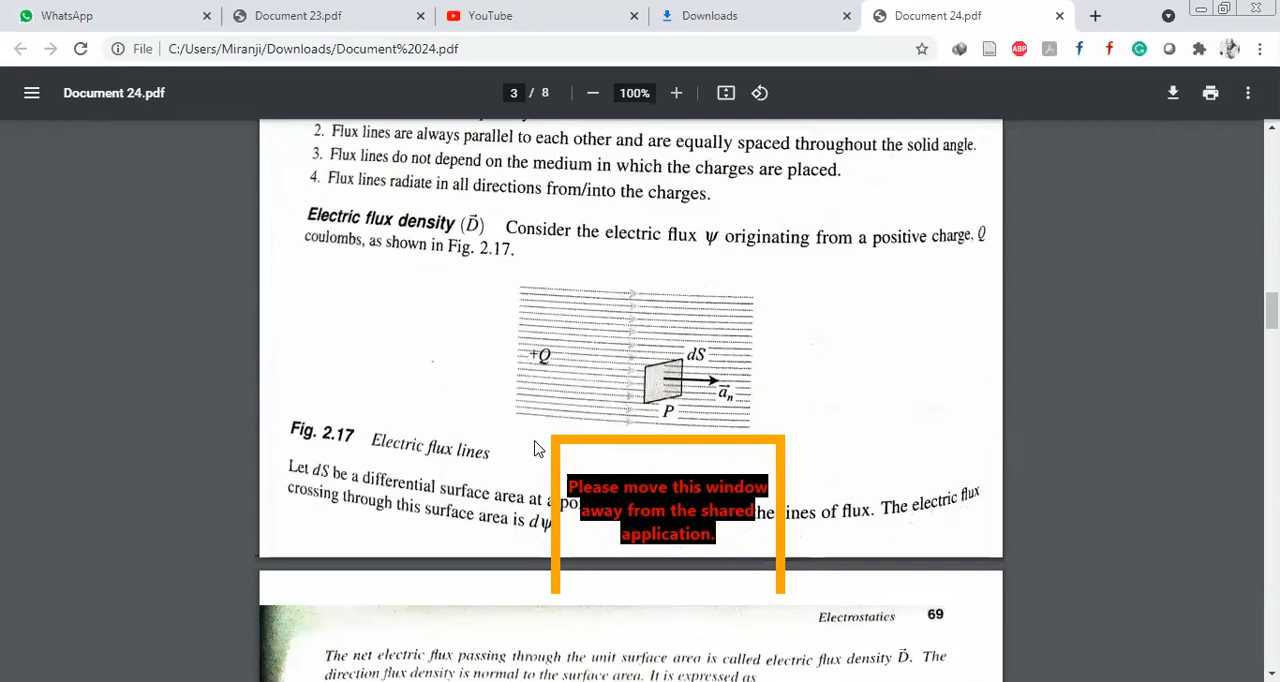 WhatsApp
Document 23.pdf
YouTube
Downloads
Document 24.pdf
File
C:/Users/Miranji/Downloads/Document%2024.pdf
ABP
Document 24.pdf
3 / 8
100%
2. Flux lines are always parallel to each other and are equally spaced throughout the solid angle.
3. Flux lines do not depend on the medium in which the charges are placed.
4. Flux lines radiate in all directions from/into the charges.
Electric flux density (D⃗) Consider the electric flux ψ originating from a positive charge, Q
coulombs, as shown in Fig. 2.17.
+Q
dS
a⃗n
P
Fig. 2.17 Electric flux lines
Let dS be a differential surface area at a po he lines of flux. The electric flux
crossing through this surface area is dψ
Please move this window
away from the shared
application.
Electrostatics 69
The net electric flux passing through the unit surface area is called electric flux density D⃗. The
direction flux density is normal to the surface area. It is expressed as